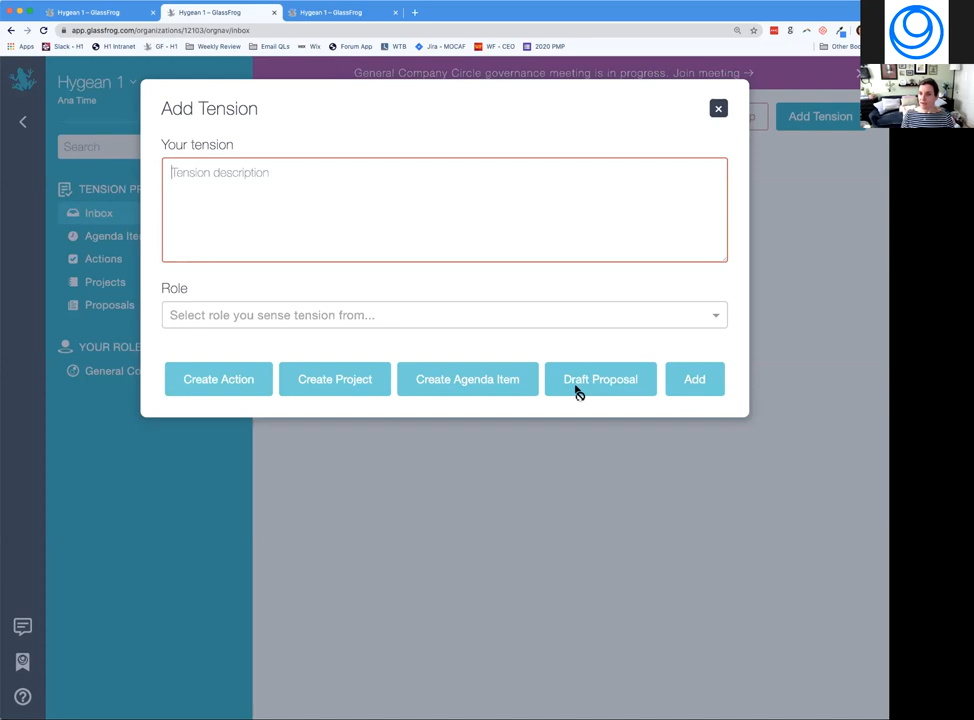 Hygean 1 – GlassFrog
Hygean 1 – GlassFrog
Hygean 1 – GlassFrog
app.glassfrog.com/organizations/12103/orgnav/inbox
Apps
Slack - H1
H1 Intranet
GF - H1
Weekly Review
Email QLs
Wix
Forum App
WTB
Jira - MOCAF
WF - CEO
2020 PMP
Other Boo
General Company Circle governance meeting is in progress. Join meeting →
Hygean 1
Ana Time
Search
Add Tension
TENSION PR
Inbox
Agenda Ite
Actions
Projects
Proposals
YOUR ROLE
General Co
Add Tension
Your tension
Tension description
Role
Select role you sense tension from...
Create Action
Create Project
Create Agenda Item
Draft Proposal
Add